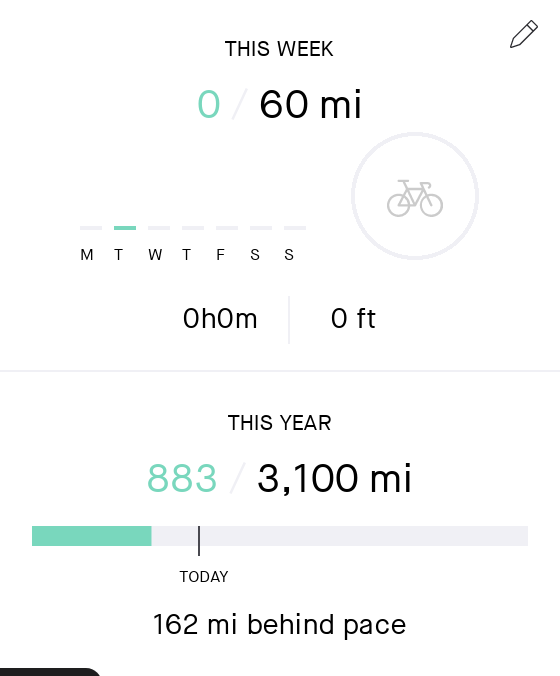 THIS WEEK
0 / 60 mi
M T W T F S S
0h0m 0 ft
THIS YEAR
883 / 3,100 mi
TODAY
162 mi behind pace